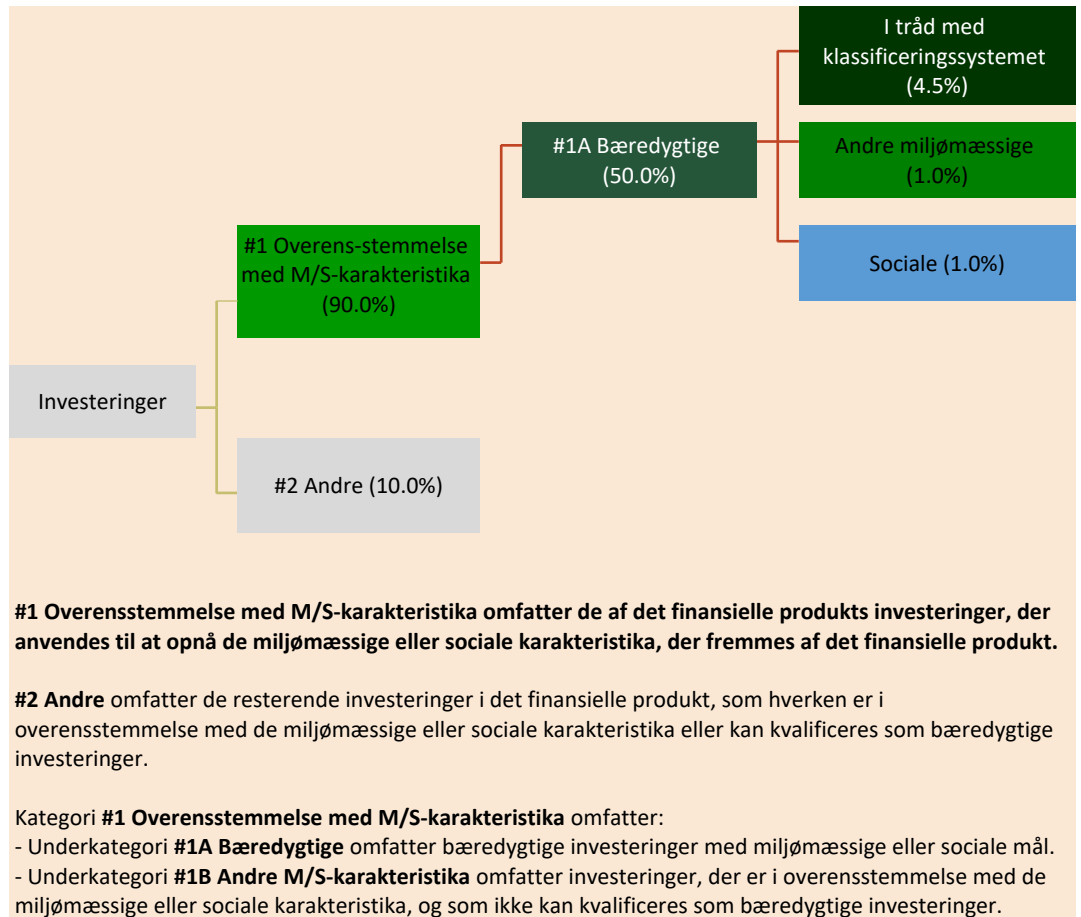 I tråd med
klassificeringssystemet
(4.5%)
#1A Bæredygtige
(50.0%)
Andre miljømæssige
(1.0%)
#1 Overens-stemmelse
med M/S-karakteristika
(90.0%)
Sociale (1.0%)
Investeringer
#2 Andre (10.0%)
#1 Overensstemmelse med M/S-karakteristika omfatter de af det finansielle produkts investeringer, der
anvendes til at opnå de miljømæssige eller sociale karakteristika, der fremmes af det finansielle produkt.
#2 Andre omfatter de resterende investeringer i det finansielle produkt, som hverken er i
overensstemmelse med de miljømæssige eller sociale karakteristika eller kan kvalificeres som bæredygtige
investeringer.
Kategori #1 Overensstemmelse med M/S-karakteristika omfatter:
- Underkategori #1A Bæredygtige omfatter bæredygtige investeringer med miljømæssige eller sociale mål.
- Underkategori #1B Andre M/S-karakteristika omfatter investeringer, der er i overensstemmelse med de
miljømæssige eller sociale karakteristika, og som ikke kan kvalificeres som bæredygtige investeringer.